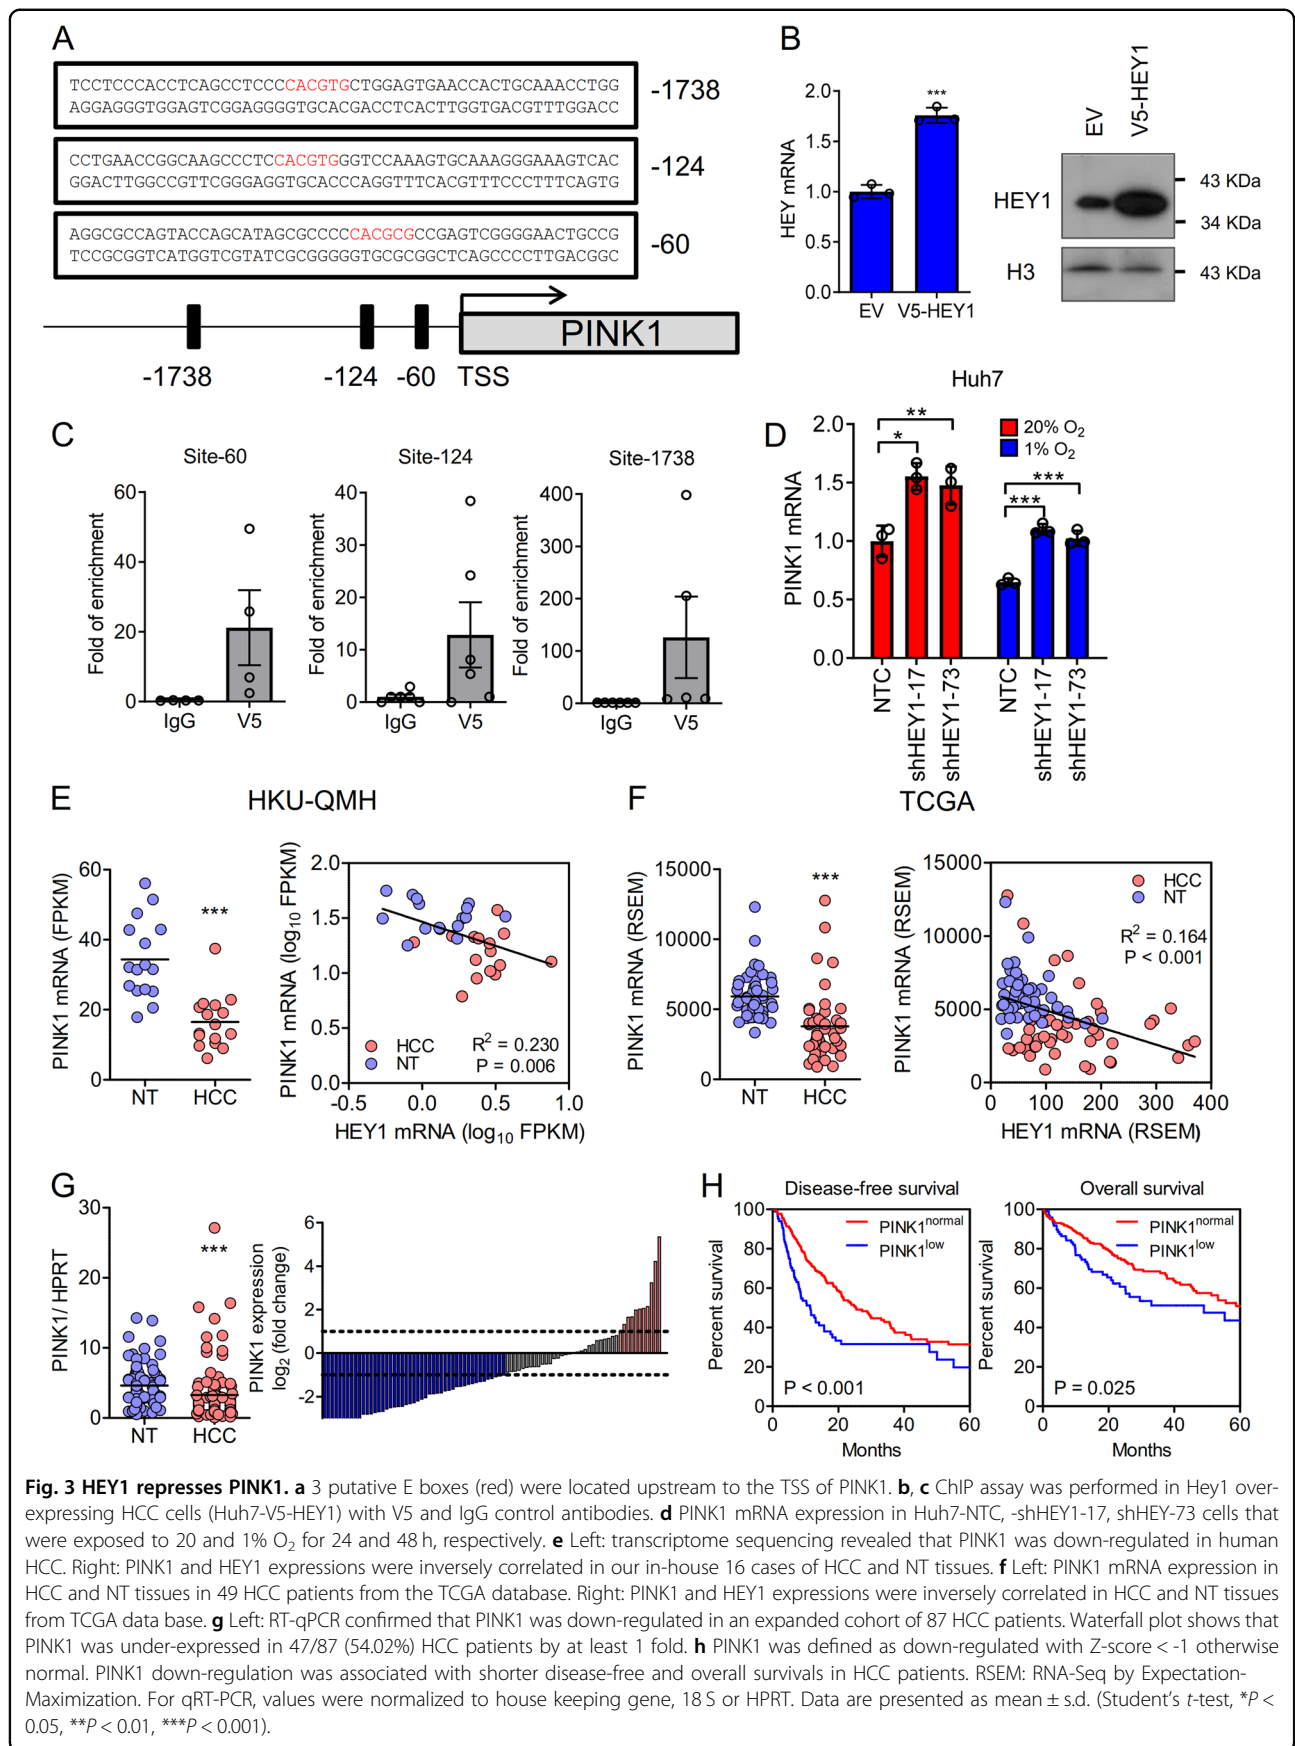 A
TCCTCCCACCTCAGCCTCCCCACGTGCTGGAGTGAACCACTGCAAACCTGG
AGGAGGGTGGAGTCGGAGGGGTGCACGACCTCACTTGGTGACGTTTGGACC
-1738
CCTGAACCGGCAAGCCCTCCACGTGGGTCCAAAGTGCAAAGGGAAAGTCAC
GGACTTGGCCGTTCGGGAGGTGCACCCAGGTTTCACGTTTCCCTTTCAGTG
-124
AGGCGCCAGTACCAGCATAGCGCCCCCACGCGCCGAGTCGGGGAACTGCCG
TCCGCGGTCATGGTCGTATCGCGGGGGTGCGCGGCTCAGCCCCTTGACGGC
-60
PINK1
-1738 -124 -60 TSS
B
HEY mRNA
2.0
1.5
1.0
0.5
0.0
***
EV V5-HEY1
EV
V5-HEY1
HEY1
43 KDa
34 KDa
H3
43 KDa
C
Site-60
Fold of enrichment
60
40
20
0
IgG V5
Site-124
Fold of enrichment
40
30
20
10
0
IgG V5
Site-1738
Fold of enrichment
400
300
200
100
0
IgG V5
D
Huh7
PINK1 mRNA
2.0
1.5
1.0
0.5
0.0
20% O2
1% O2
*
**
***
***
NTC
shHEY1-17
shHEY1-73
NTC
shHEY1-17
shHEY1-73
E
HKU-QMH
PINK1 mRNA (FPKM)
60
40
20
0
***
NT HCC
PINK1 mRNA (log10 FPKM)
2.0
1.5
1.0
0.5
0.0
HCC
NT
R2 = 0.230
P = 0.006
-0.5 0.0 0.5 1.0
HEY1 mRNA (log10 FPKM)
F
TCGA
PINK1 mRNA (RSEM)
15000
10000
5000
0
***
NT HCC
PINK1 mRNA (RSEM)
15000
10000
5000
0
HCC
NT
R2 = 0.164
P < 0.001
0 100 200 300 400
HEY1 mRNA (RSEM)
G
PINK1/ HPRT
30
20
10
0
***
NT HCC
PINK1 expression
log2 (fold change)
6
4
2
0
-2
H
Disease-free survival
Percent survival
100
80
60
40
20
0
PINK1normal
PINK1low
P < 0.001
0 20 40 60
Months
Overall survival
Percent survival
100
80
60
40
20
0
PINK1normal
PINK1low
P = 0.025
0 20 40 60
Months
Fig. 3 HEY1 represses PINK1. a 3 putative E boxes (red) were located upstream to the TSS of PINK1. b, c ChIP assay was performed in Hey1 over-
expressing HCC cells (Huh7-V5-HEY1) with V5 and IgG control antibodies. d PINK1 mRNA expression in Huh7-NTC, -shHEY1-17, shHEY-73 cells that
were exposed to 20 and 1% O2 for 24 and 48 h, respectively. e Left: transcriptome sequencing revealed that PINK1 was down-regulated in human
HCC. Right: PINK1 and HEY1 expressions were inversely correlated in our in-house 16 cases of HCC and NT tissues. f Left: PINK1 mRNA expression in
HCC and NT tissues in 49 HCC patients from the TCGA database. Right: PINK1 and HEY1 expressions were inversely correlated in HCC and NT tissues
from TCGA data base. g Left: RT-qPCR confirmed that PINK1 was down-regulated in an expanded cohort of 87 HCC patients. Waterfall plot shows that
PINK1 was under-expressed in 47/87 (54.02%) HCC patients by at least 1 fold. h PINK1 was defined as down-regulated with Z-score < -1 otherwise
normal. PINK1 down-regulation was associated with shorter disease-free and overall survivals in HCC patients. RSEM: RNA-Seq by Expectation-
Maximization. For qRT-PCR, values were normalized to house keeping gene, 18 S or HPRT. Data are presented as mean ± s.d. (Student's t-test, *P <
0.05, **P < 0.01, ***P < 0.001).